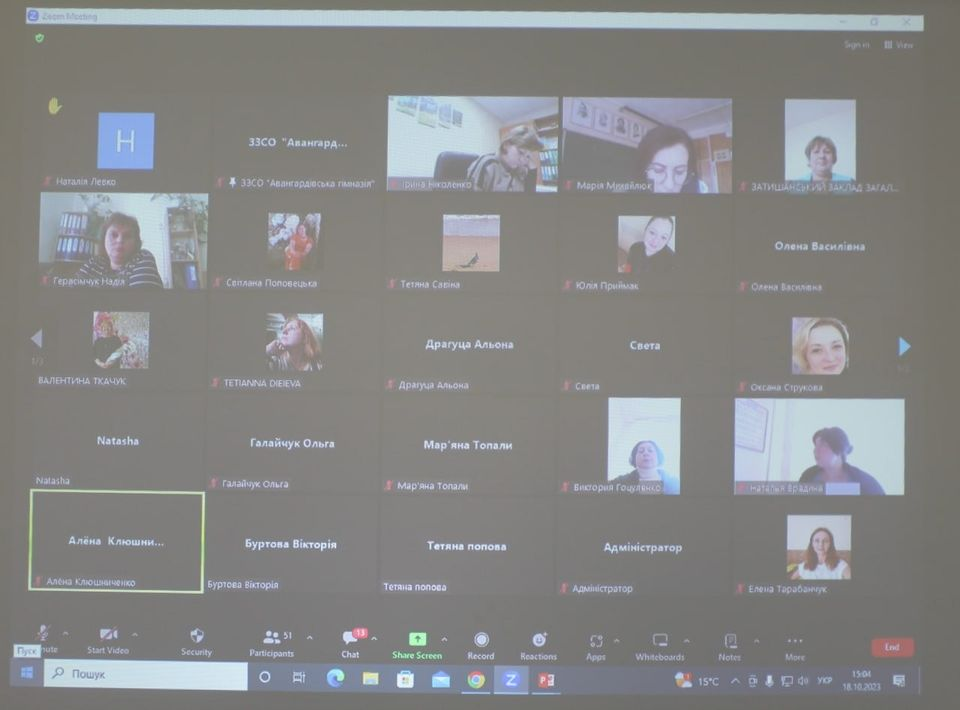 Zoom Meeting
Sign in
View
H
ЗЗСО "Авангард...
Наталія Левко
ЗЗСО "Авангардівська гімназія"
Ірина Ніколенко
Марія Михайлюк
ЗАТИШАНСЬКИЙ ЗАКЛАД ЗАГАЛ...
Олена Василівна
Герасімчук Надія
Світлана Поповецька
Тетяна Савіна
Юлія Приймак
Олена Василівна
Драгуца Альона
Света
1/3
ВАЛЕНТИНА ТКАЧУК
TETIANNA DIEIEVA
Драгуца Альона
Света
Оксана Струкова
Natasha
Галайчук Ольга
Мар'яна Топали
Natasha
Галайчук Ольга
Мар'яна Топали
Виктория Гоцуленко
Наталья Врадина
Алёна Клюшни...
Буртова Вікторія
Тетяна попова
Адміністратор
Алёна Клюшниченко
Буртова Вікторія
Тетяна попова
Адміністратор
Елена Тарабанчук
51
13
Start Video
Security
Participants
Chat
Share Screen
Record
Reactions
Apps
Whiteboards
Notes
More
End
Пуск
Пошук
15°C
УКР
15:04
18.10.2023